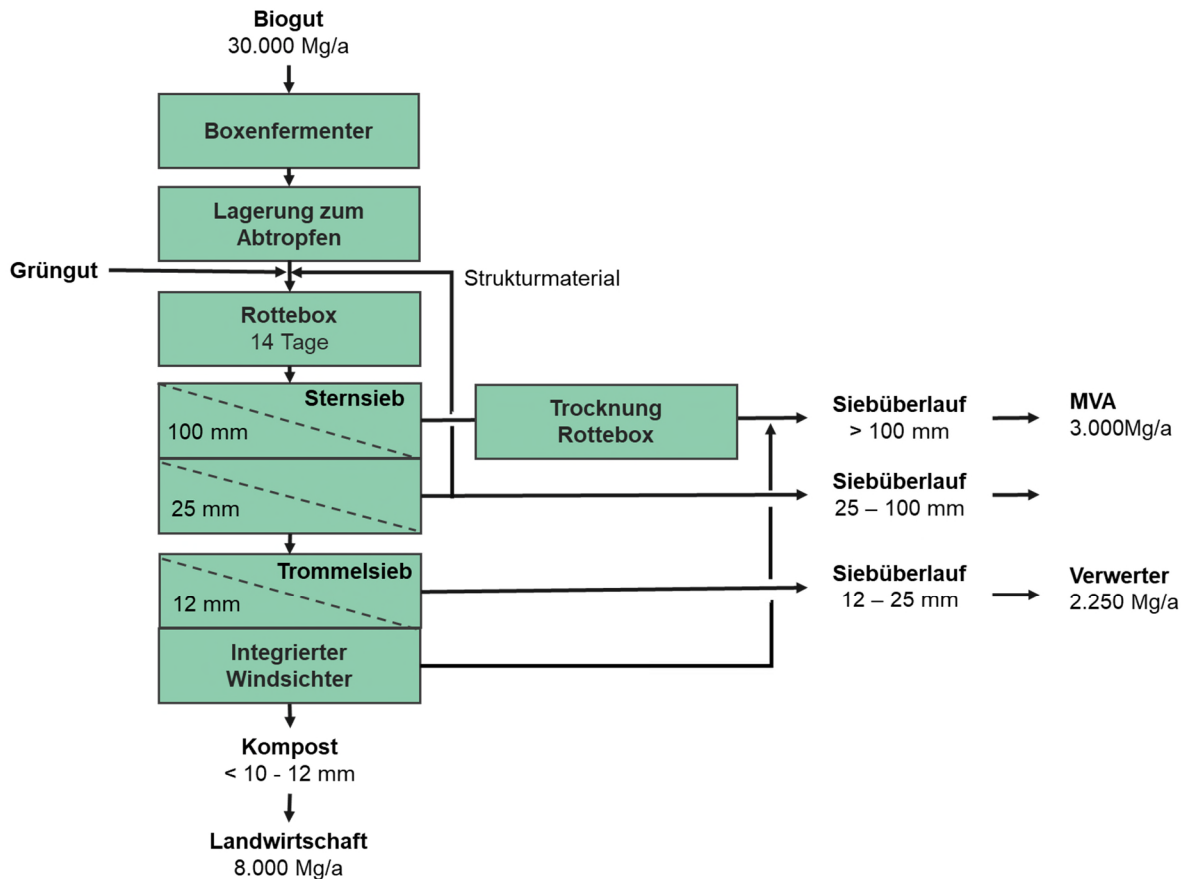 Biogut
30.000 Mg/a
Boxenfermenter
Lagerung zum
Abtropfen
Grüngut
Strukturmaterial
Rottebox
14 Tage
Sternsieb
100 mm
Trocknung
Rottebox
Siebüberlauf
> 100 mm
MVA
3.000Mg/a
25 mm
Siebüberlauf
25 – 100 mm
Trommelsieb
12 mm
Siebüberlauf
12 – 25 mm
Verwerter
2.250 Mg/a
Integrierter
Windsichter
Kompost
< 10 - 12 mm
Landwirtschaft
8.000 Mg/a